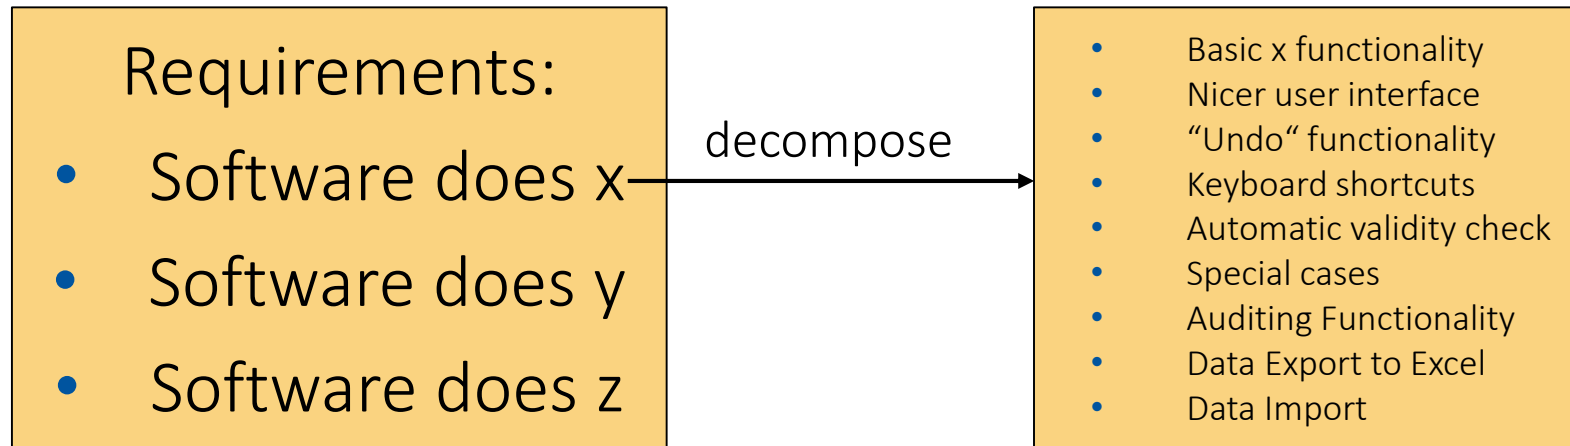 Requirements:
• Software does x
• Software does y
• Software does z
decompose
• Basic x functionality
• Nicer user interface
• “Undo“ functionality
• Keyboard shortcuts
• Automatic validity check
• Special cases
• Auditing Functionality
• Data Export to Excel
• Data Import